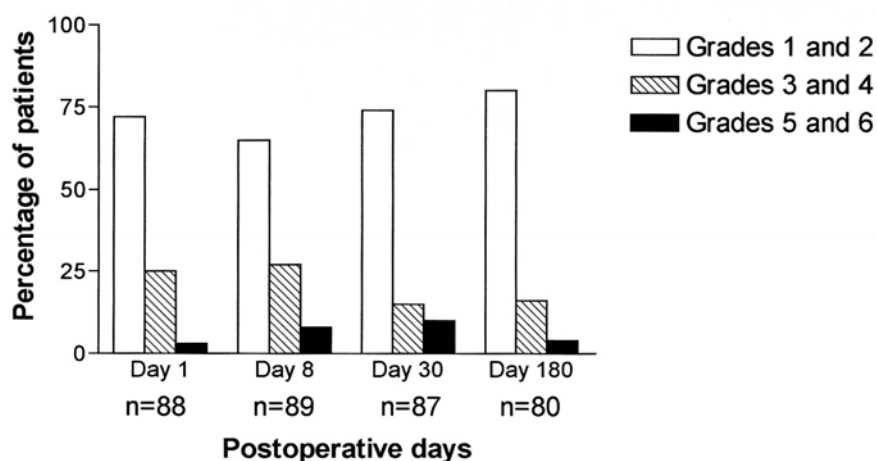 100
75
50
25
0
Percentage of patients
Grades 1 and 2
Grades 3 and 4
Grades 5 and 6
Day 1 Day 8 Day 30 Day 180
n=88 n=89 n=87 n=80
Postoperative days